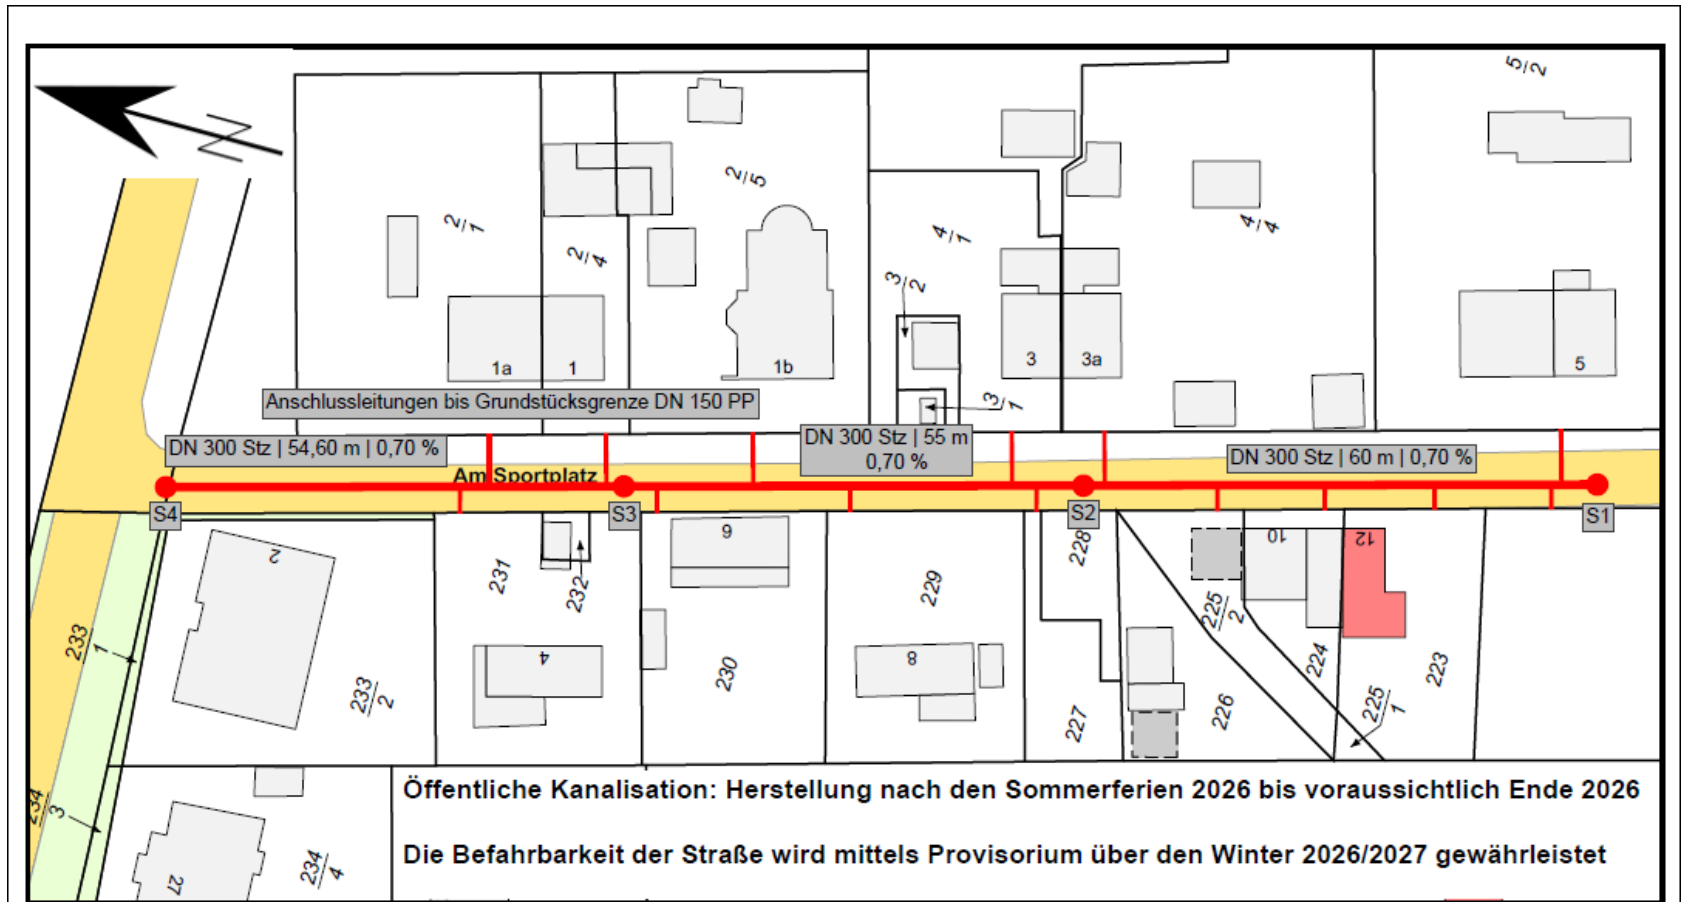 5/2
2/5
2/1
4/4
4/1
2/4
3/2
1a
1
1b
3
3a
5
Anschlussleitungen bis Grundstücksgrenze DN 150 PP
3/1
DN 300 Stz | 54,60 m | 0,70 %
DN 300 Stz | 55 m
0,70 %
DN 300 Stz | 60 m | 0,70 %
Am Sportplatz
S4
S3
S2
S1
2
6
10
12
228
231
232
229
225/2
233/1
4
8
230
224
223
233/2
226
227
225/1
Öffentliche Kanalisation: Herstellung nach den Sommerferien 2026 bis voraussichtlich Ende 2026
234/3
Die Befahrbarkeit der Straße wird mittels Provisorium über den Winter 2026/2027 gewährleistet
234/4
27